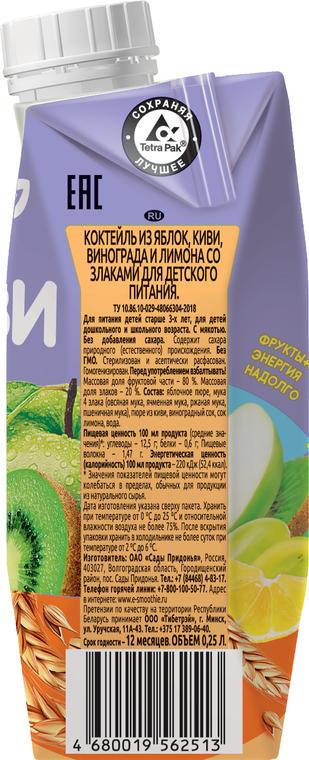 СОХРАНЯЯ
Tetra Pak®
ЛУЧШЕЕ
EAC
RU
ВИ
КОКТЕЙЛЬ ИЗ ЯБЛОК, КИВИ,
ВИНОГРАДА И ЛИМОНА СО
ЗЛАКАМИ ДЛЯ ДЕТСКОГО
ПИТАНИЯ.
ТУ 10.86.10-029-48066304-2018
Для питания детей старше 3-х лет, для детей
дошкольного и школьного возраста. С мякотью.
Без добавления сахара. Содержит сахара
природного (естественного) происхождения. Без
ГМО. Стерилизован и асептически расфасован.
Гомогенизирован. Перед употреблением взбалтывать!
Массовая доля фруктовой части – 80 %. Массовая
доля злаков – 20 %. Состав: яблочное пюре, мука
4 злака (овсяная мука, ячменная мука, ржаная мука,
пшеничная мука), пюре из киви, виноградный сок, сок
лимона, вода.
Пищевая ценность 100 мл продукта (средние зна-
чения)*: углеводы – 12,5 г; белки – 0,6 г; Пищевые
волокна – 1,47 г. Энергетическая ценность
(калорийность) 100 мл продукта – 220 кДж (52,4 ккал).
* Значения показателей пищевой ценности могут
колебаться в пределах, обычных для продукции
из натурального сырья.
Дата изготовления указана сверху пакета. Хранить
при температуре от 0 °С до 25 °С и относительной
влажности воздуха не более 75%. После вскрытия
упаковки хранить в холодильнике не более суток при
температуре от 2 °С до 6 °С.
Изготовитель: ОАО «Сады Придонья», Россия,
403027, Волгоградская область, Городищенский
район, пос. Сады Придонья. Тел. +7 (84468) 4-83-17.
Телефон горячей линии: +7-800-100-50-77. Адрес
в интернете: www.e-smoothie.ru
Претензии по качеству на территории Республики
Беларусь принимает ООО «Тибетрэй», г. Минск,
ул. Уручская, 11А-43. Тел.: +375 17 389-06-40.
Срок годности – 12 месяцев. ОБЪЕМ 0,25 Л.
4 680019 562513
ФРУКТЫ+
ЭНЕРГИЯ
НАДОЛГО